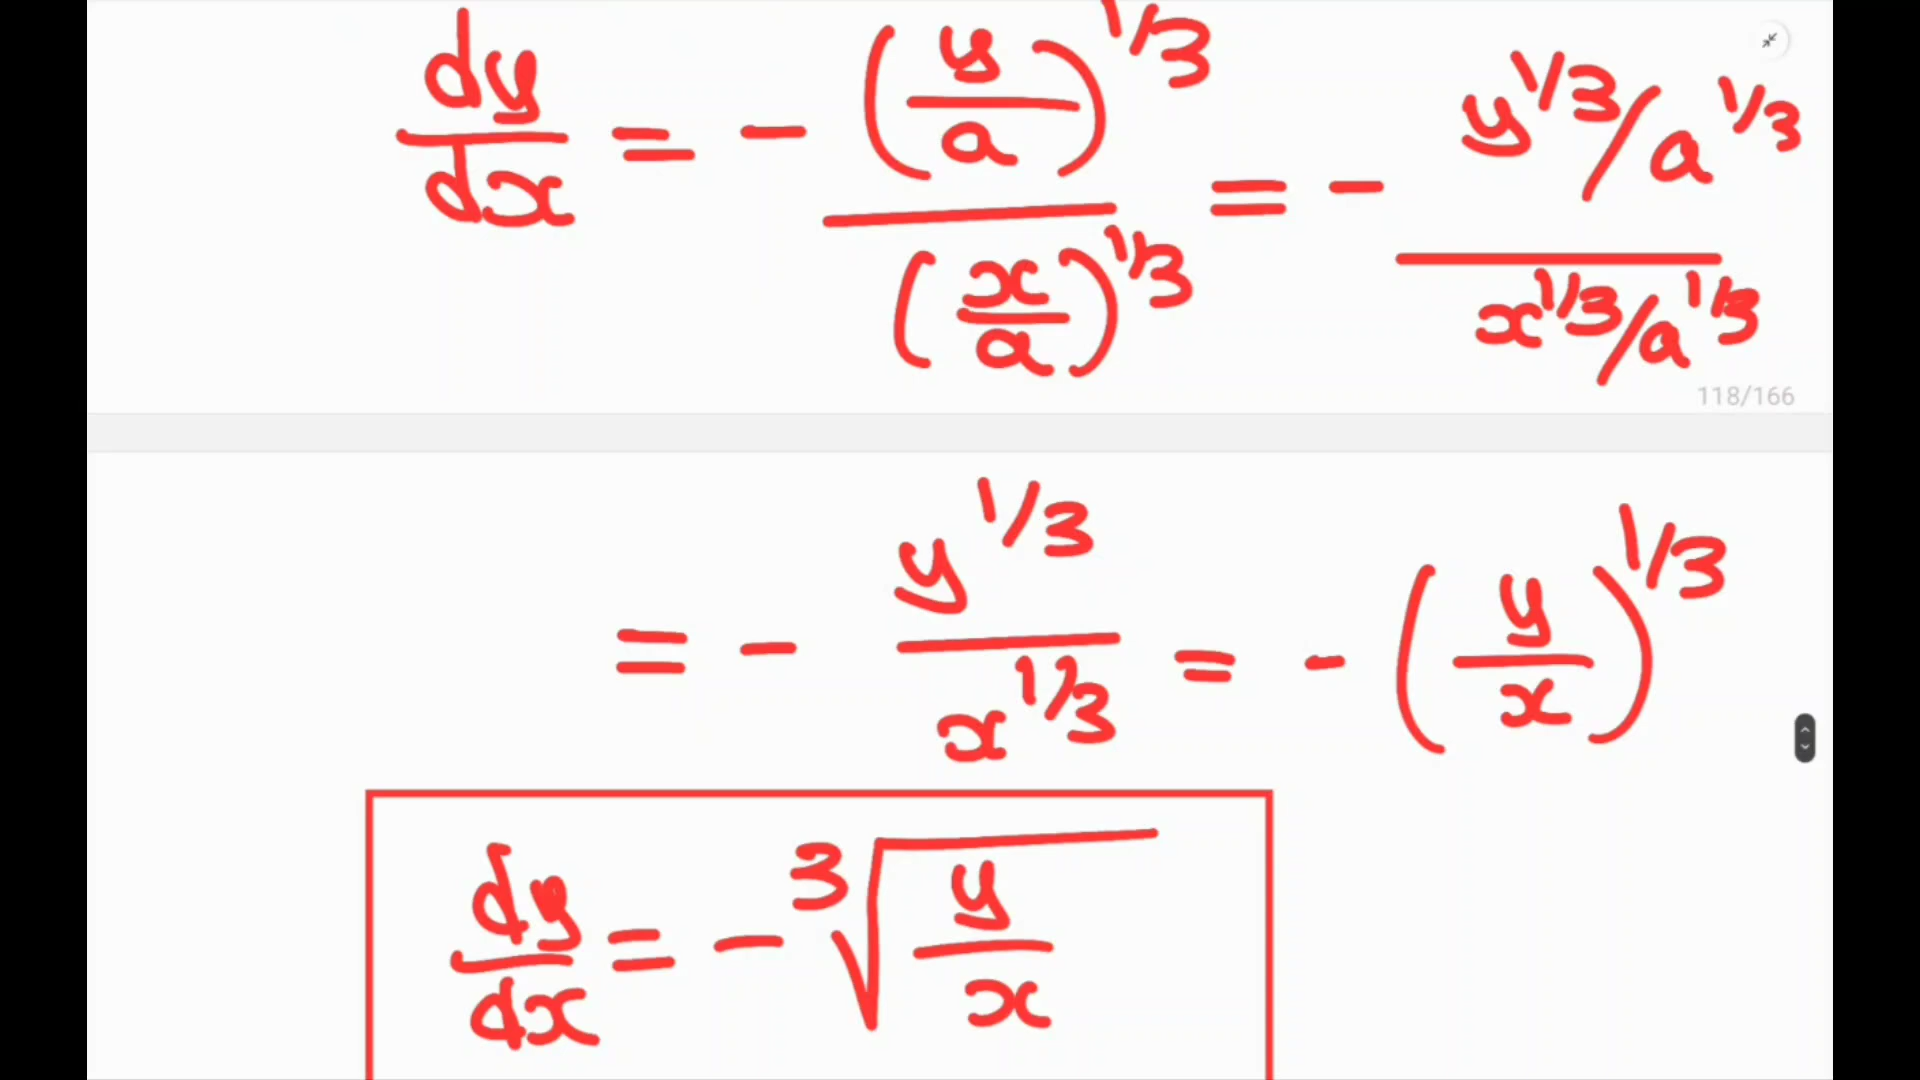 dy/dx = - (y/a)^1/3 / (x/a)^1/3 = - y^1/3/a^1/3 / x^1/3/a^1/3
118/166
= - y^1/3 / x^1/3 = - (y/x)^1/3
dy/dx = - ³√(y/x)